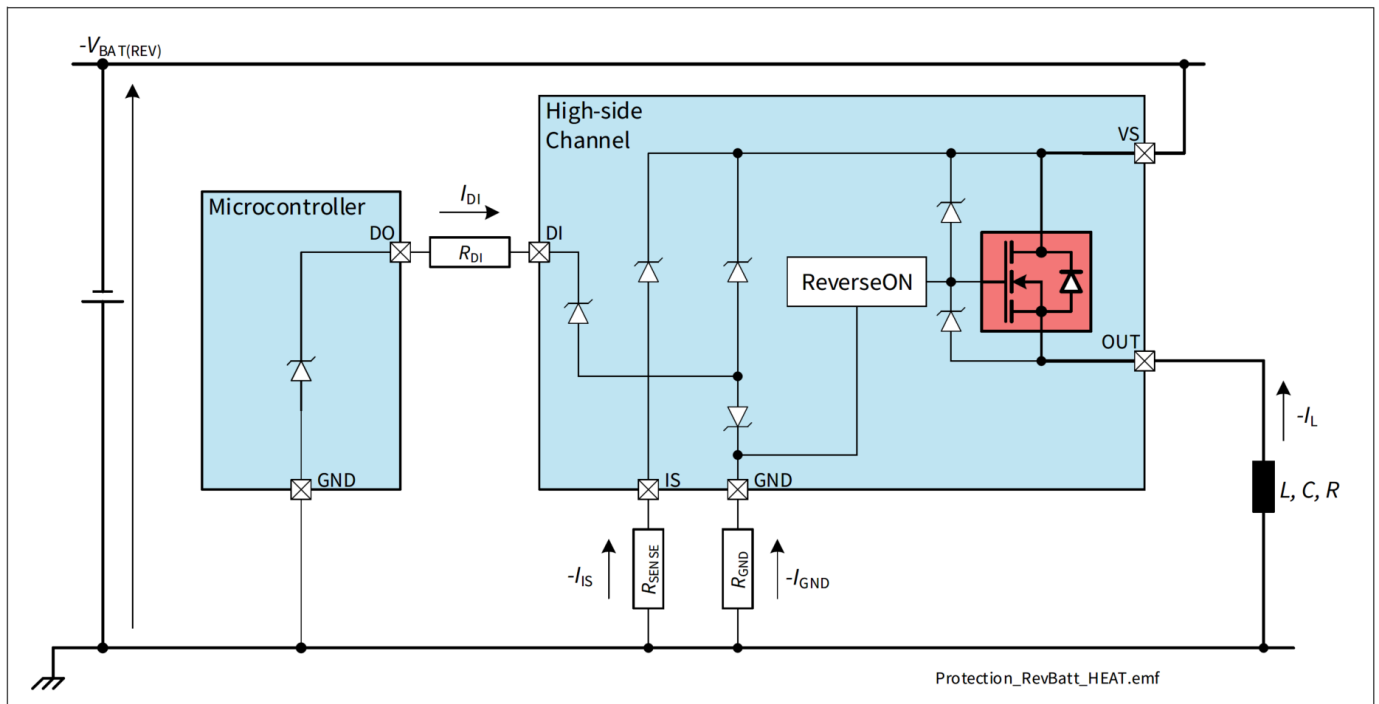 -VBAT(REV)
High-side
Channel
VS
Microcontroller
IDI
DO
RDI
DI
ReverseON
OUT
-IL
GND
IS
GND
L, C, R
-IIS
RSENSE
RGND
-IGND
Protection_RevBatt_HEAT.emf